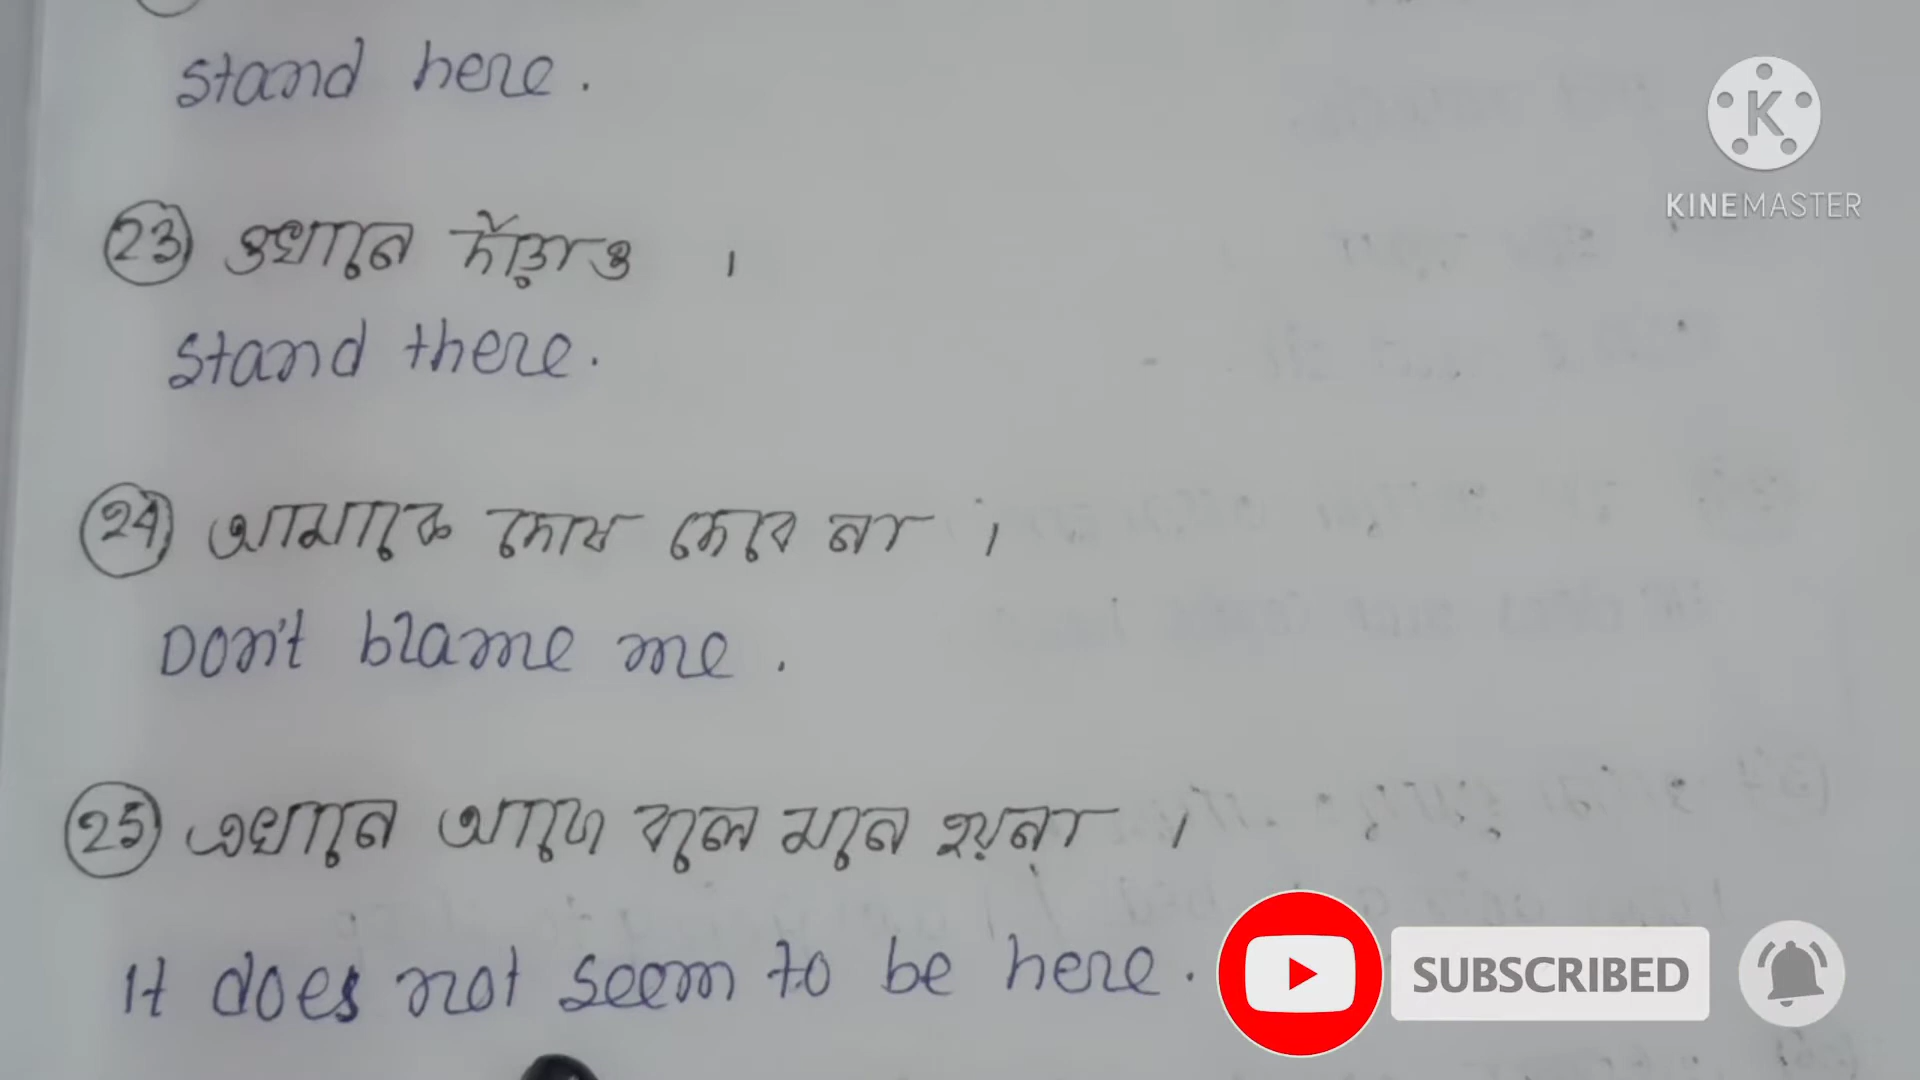 stand here.
23 ওখানে দাঁড়াও ।
stand there.
24 আমাকে দোষ দেবে না ।
Don't blame me.
25 এখানে আছে বলে মনে হয়না ।
It does not seem to be here.
K
KINEMASTER
SUBSCRIBED